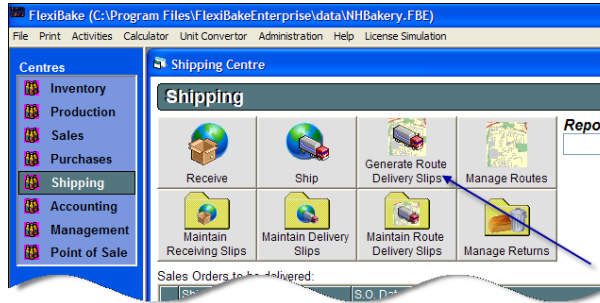 FlexiBake (C:\Program Files\FlexiBakeEnterprise\data\NHBakery.FBE)
File Print Activities Calculator Unit Convertor Administration Help License Simulation
Centres
Inventory
Production
Sales
Purchases
Shipping
Accounting
Management
Point of Sale
Shipping Centre
Shipping
Receive
Ship
Generate Route
Delivery Slips
Manage Routes
Repo
Maintain
Receiving Slips
Maintain Delivery
Slips
Maintain Route
Delivery Slips
Manage Returns
Sales Orders to be delivered:
S.O. Dat